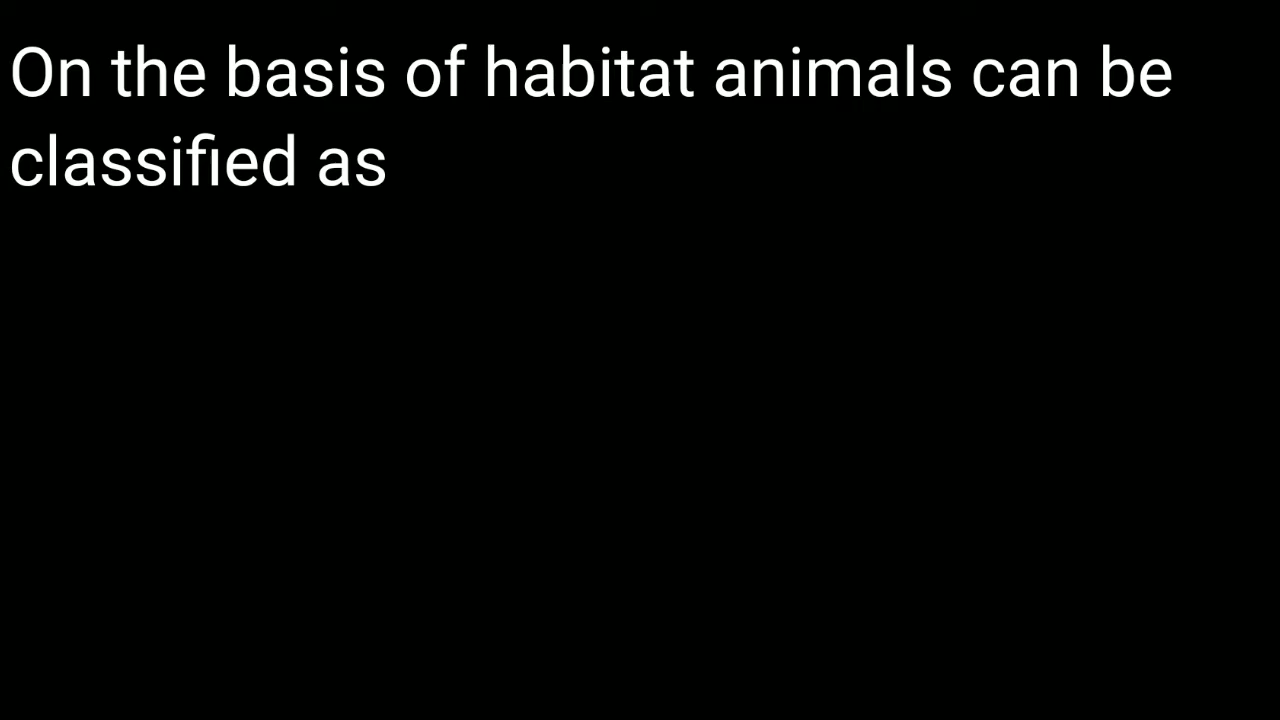 On the basis of habitat animals can be
classified as